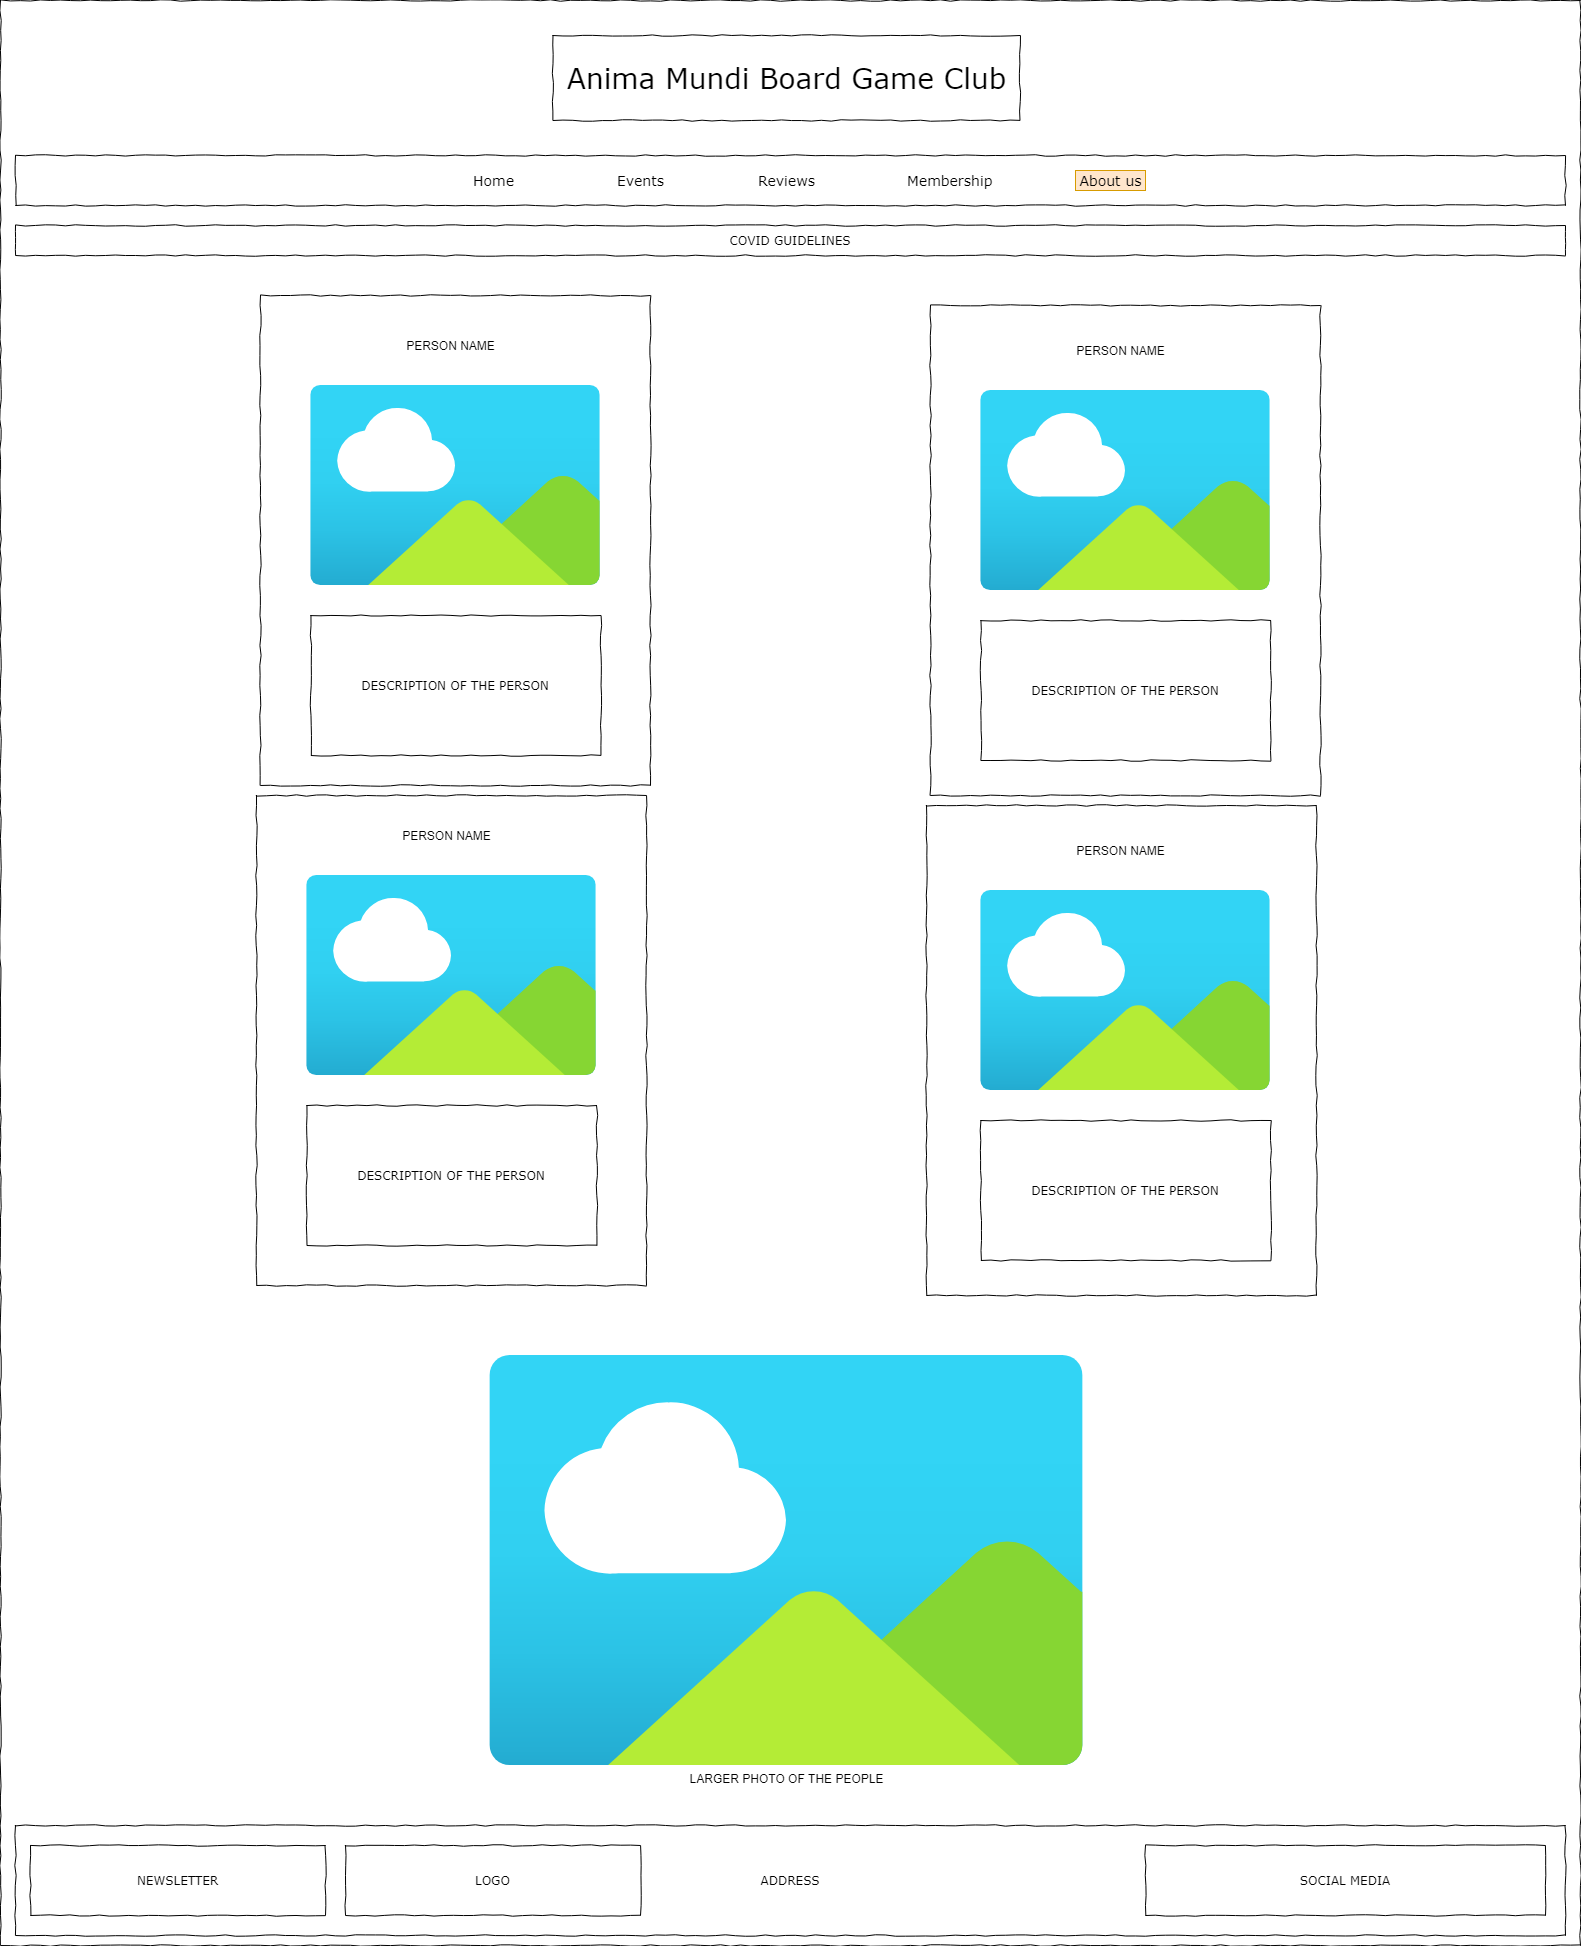 Anima Mundi Board Game Club
Home
Events
Reviews
Membership
About us
COVID GUIDELINES
PERSON NAME
DESCRIPTION OF THE PERSON
PERSON NAME
DESCRIPTION OF THE PERSON
PERSON NAME
DESCRIPTION OF THE PERSON
PERSON NAME
DESCRIPTION OF THE PERSON
LARGER PHOTO OF THE PEOPLE
NEWSLETTER
LOGO
ADDRESS
SOCIAL MEDIA